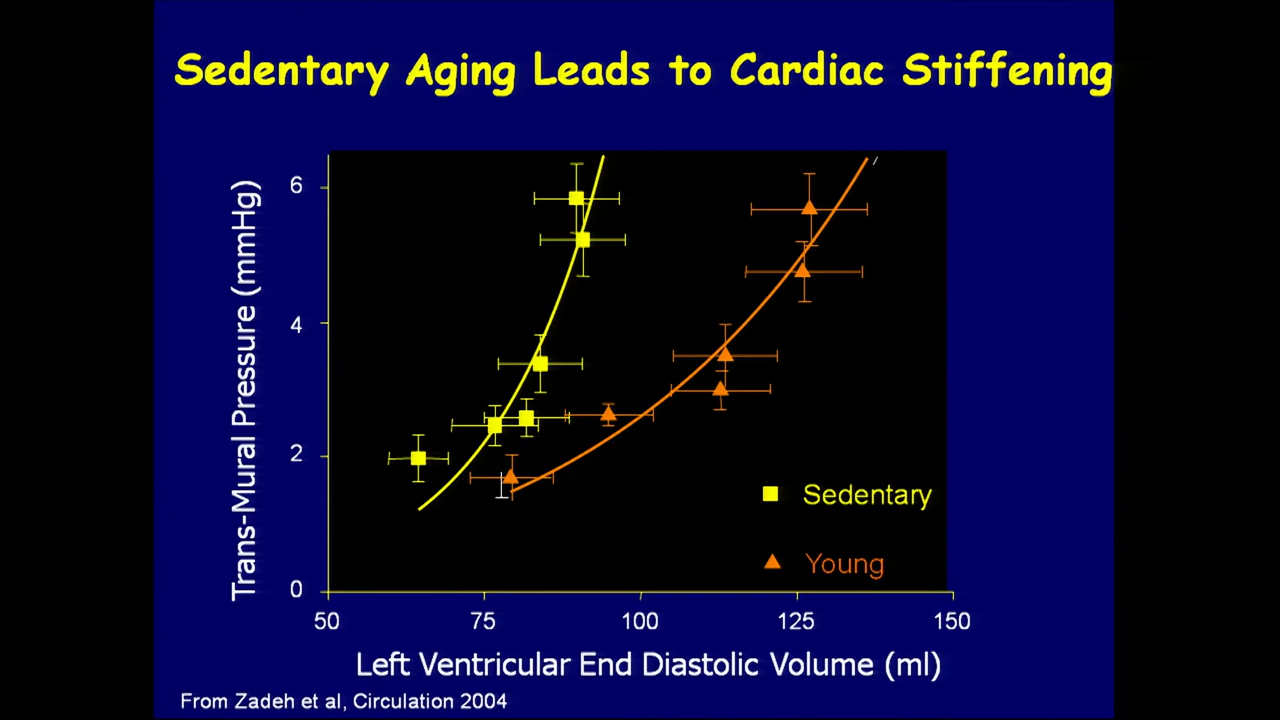 Sedentary Aging Leads to Cardiac Stiffening
Trans-Mural Pressure (mmHg)
6
4
2
0
50 75 100 125 150
Sedentary
Young
Left Ventricular End Diastolic Volume (ml)
From Zadeh et al, Circulation 2004